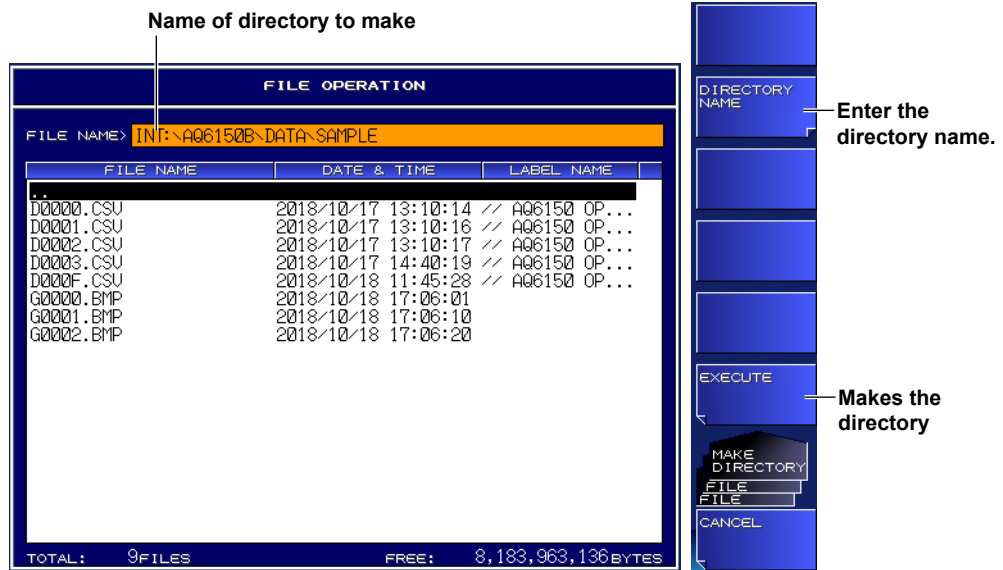 Name of directory to make
FILE OPERATION
FILE NAME> INT:\AQ6150B\DATA\SAMPLE
FILE NAME DATE & TIME LABEL NAME
..
D0000.CSV 2018/10/17 13:10:14 // AQ6150 OP...
D0001.CSV 2018/10/17 13:10:16 // AQ6150 OP...
D0002.CSV 2018/10/17 13:10:17 // AQ6150 OP...
D0003.CSV 2018/10/17 14:40:19 // AQ6150 OP...
D000F.CSV 2018/10/18 11:45:28 // AQ6150 OP...
G0000.BMP 2018/10/18 17:06:01
G0001.BMP 2018/10/18 17:06:10
G0002.BMP 2018/10/18 17:06:20
TOTAL: 9FILES FREE: 8,183,963,136BYTES
DIRECTORY
NAME
Enter the
directory name.
EXECUTE
Makes the
directory
MAKE
DIRECTORY
FILE
FILE
CANCEL